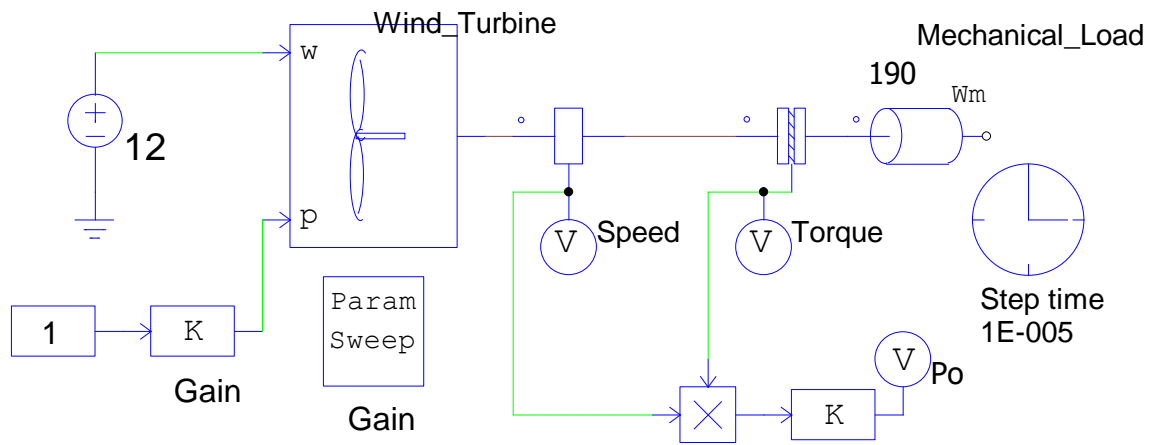 Wind_Turbine
w
12
p
1
K
Gain
Param
Sweep
Gain
V
Speed
V
Torque
Mechanical_Load
190
Wm
Step time
1E-005
K
V
Po